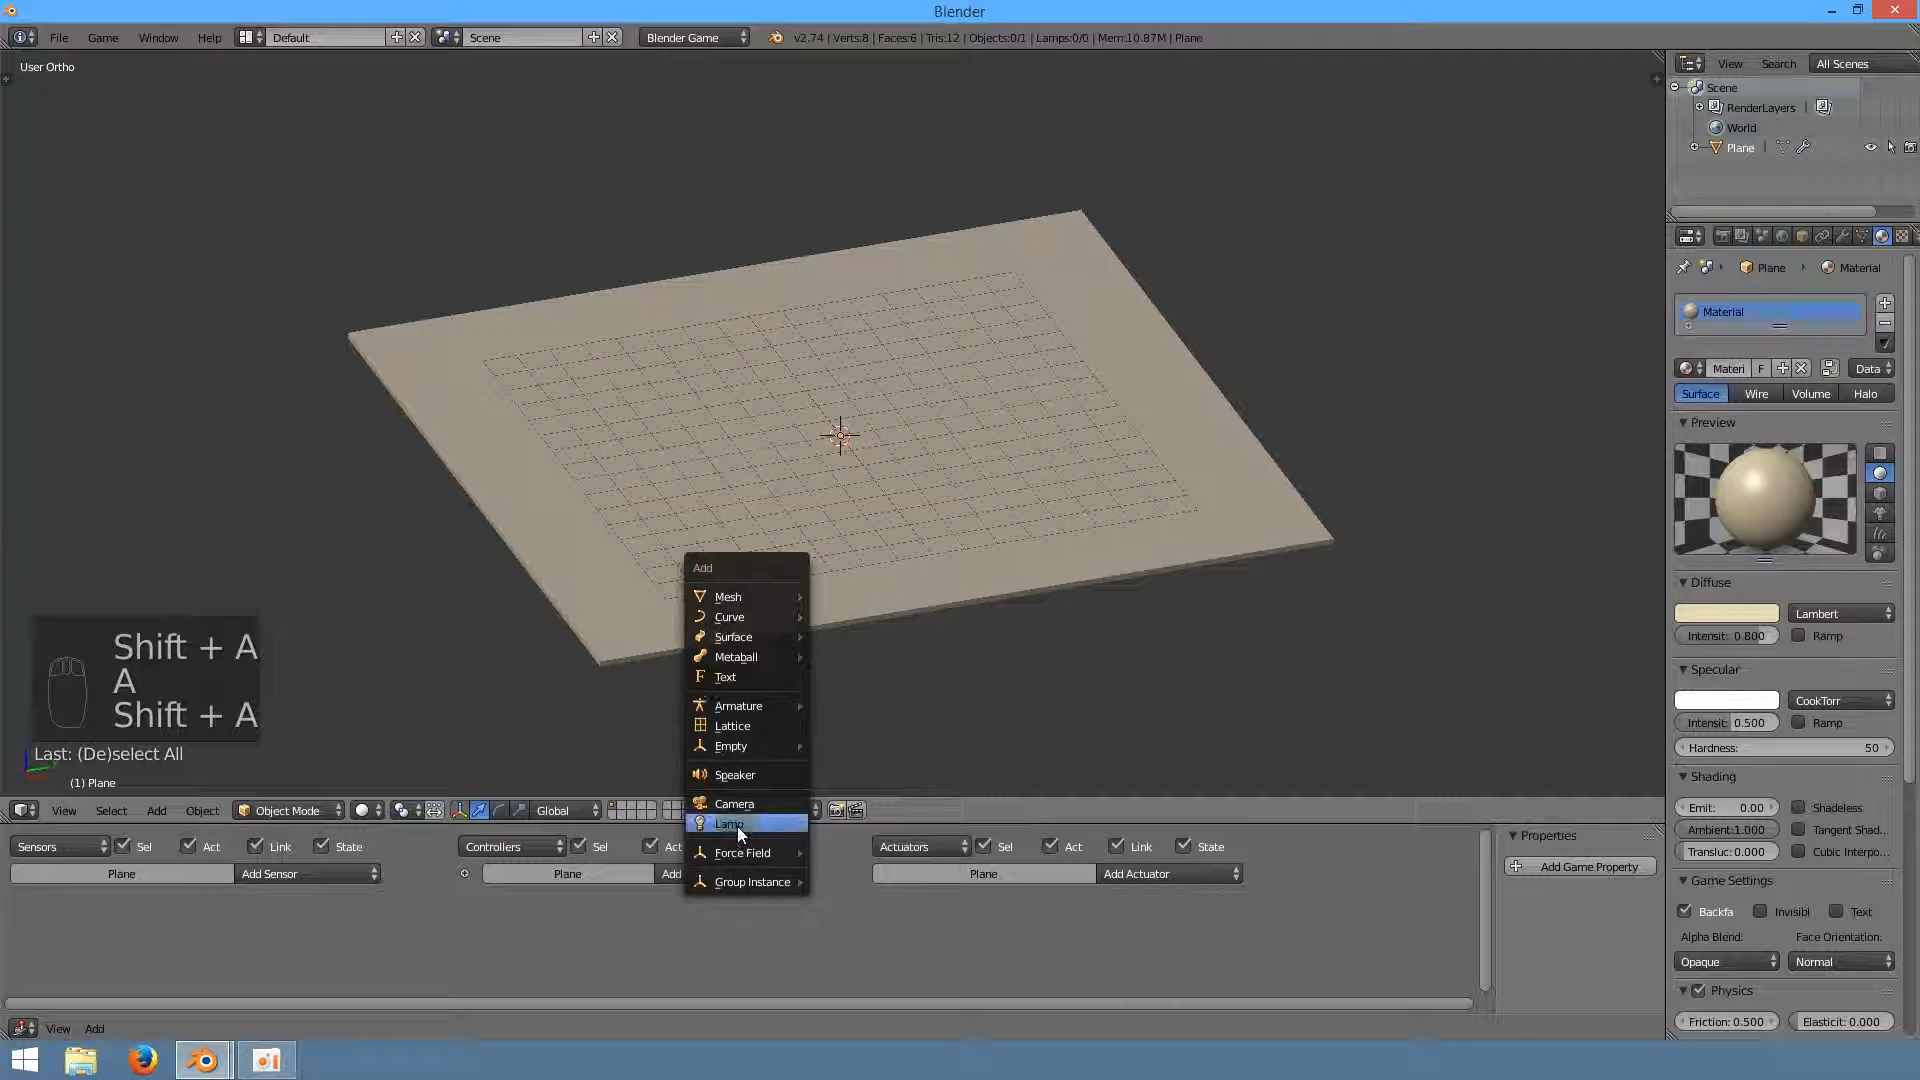 Blender
File Game Window Help Default Scene Blender Game v2.74 | Verts:8 | Faces:6 | Tris:12 | Objects:0/1 | Lamps:0/0 | Mem:10.87M | Plane
User Ortho
View Search All Scenes
Scene
RenderLayers |
World
Plane |
Plane Material
Material
Materi F Data
Surface Wire Volume Halo
Preview
Diffuse
Lambert
Intensit: 0.800 Ramp
Specular
CookTorr
Intensit: 0.500 Ramp
Hardness: 50
Shading
Emit: 0.00 Shadeless
Ambient:1.000 Tangent Shad...
Transluc:0.000 Cubic Interpo...
Game Settings
Backfa Invisibl Text
Alpha Blend: Face Orientation:
Opaque Normal
Physics
Friction: 0.500 Elasticit: 0.000
Add
Mesh
Curve
Surface
Metaball
Text
Armature
Lattice
Empty
Speaker
Camera
Lamp
Force Field
Group Instance
Shift + A
A
Shift + A
Last: (De)select All
(1) Plane
View Select Add Object Object Mode Global
Sensors Sel Act Link State Controllers Sel Act Actuators Sel Act Link State
Plane Add Sensor Plane Add Plane Add Actuator
Properties
Add Game Property
View Add